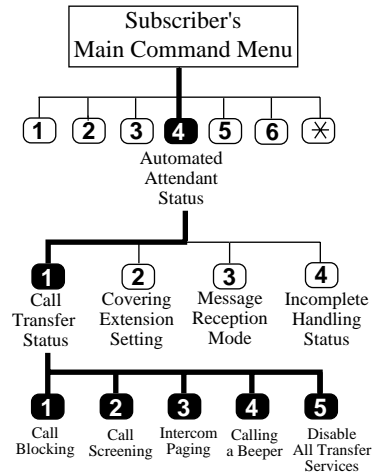 Subscriber's
Main Command Menu
1 2 3 4 5 6 *
Automated
Attendant
Status
1 2 3 4
Call Covering Message Incomplete
Transfer Extension Reception Handling
Status Setting Mode Status
1 2 3 4 5
Call Call Intercom Calling Disable
Blocking Screening Paging a Beeper All Transfer
Services